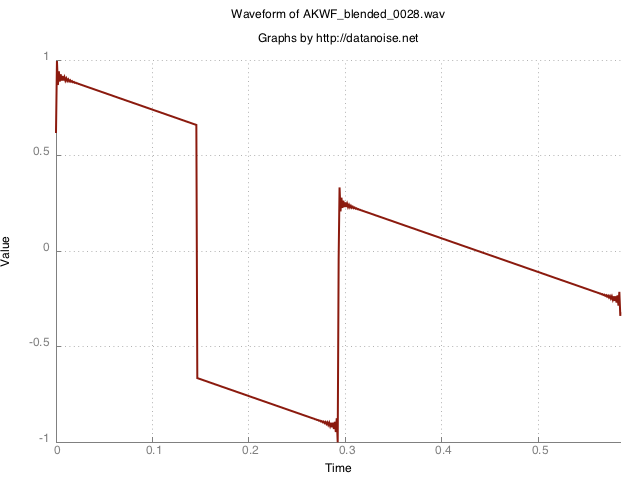 Waveform of AKWF_blended_0028.wav
Graphs by http://datanoise.net
1
0.5
0
-0.5
-1
Value
0
0.1
0.2
0.3
0.4
0.5
Time